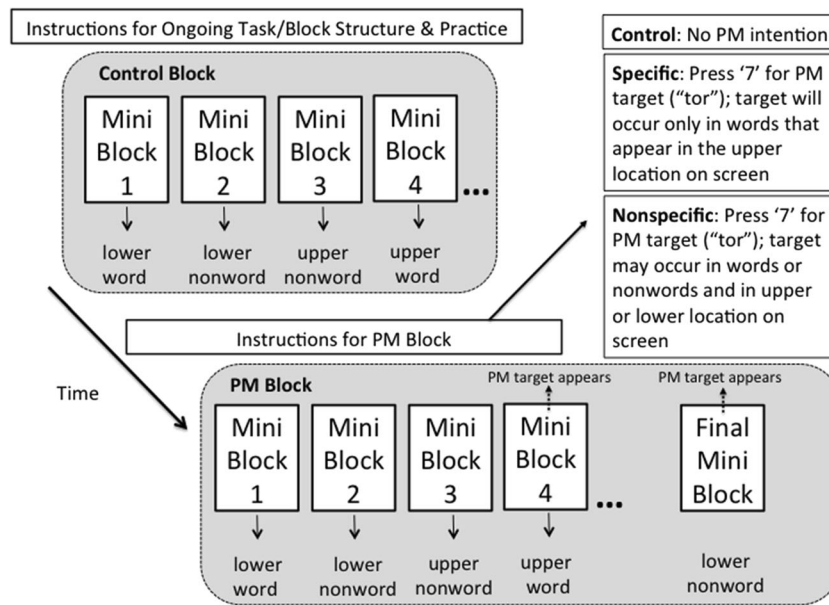 Instructions for Ongoing Task/Block Structure & Practice
Control Block
Mini
Block
1
Mini
Block
2
Mini
Block
3
Mini
Block
4
...
lower
word
lower
nonword
upper
nonword
upper
word
Control: No PM intention
Specific: Press ‘7’ for PM
target (“tor”); target will
occur only in words that
appear in the upper
location on screen
Nonspecific: Press ‘7’ for
PM target (“tor”); target
may occur in words or
nonwords and in upper
or lower location on
screen
Instructions for PM Block
Time
PM Block
PM target appears
PM target appears
Mini
Block
1
Mini
Block
2
Mini
Block
3
Mini
Block
4
...
Final
Mini
Block
lower
word
lower
nonword
upper
nonword
upper
word
lower
nonword